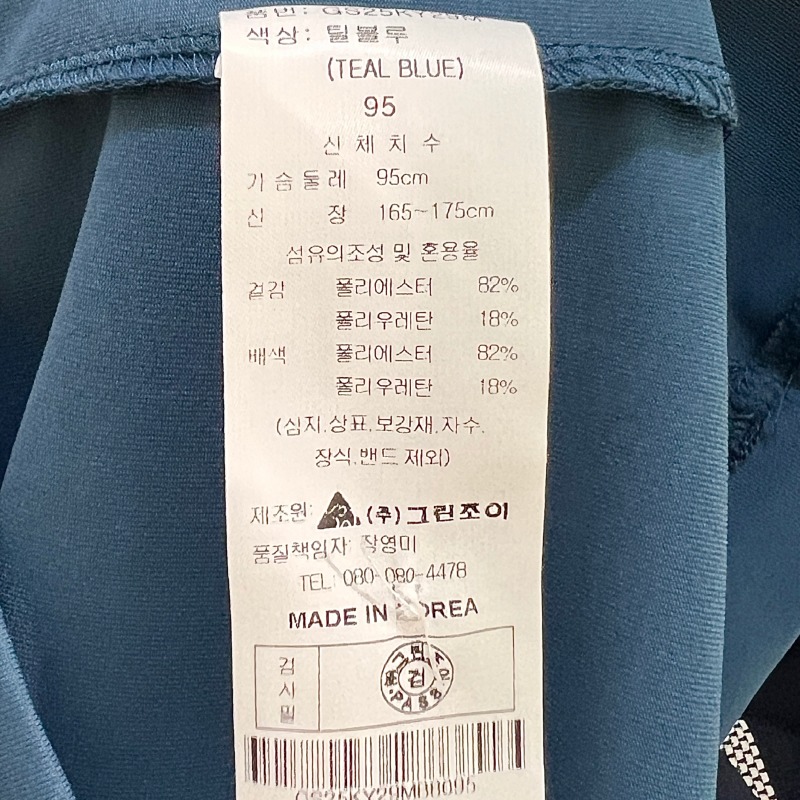 색상: 틸블루
(TEAL BLUE)
95
신 체 치 수
가슴둘레 95cm
신 장 165~175cm
섬유의조성 및 혼용율
겉감 폴리에스터 82%
폴리우레탄 18%
배색 폴리에스터 82%
폴리우레탄 18%
(심지.상표.보강재.자수.
장식.밴드 제외)
제조원: (주)그린조이
품질책임자: 장영미
TEL: 080-080-4478
MADE IN KOREA
검
사
필
검
PASS